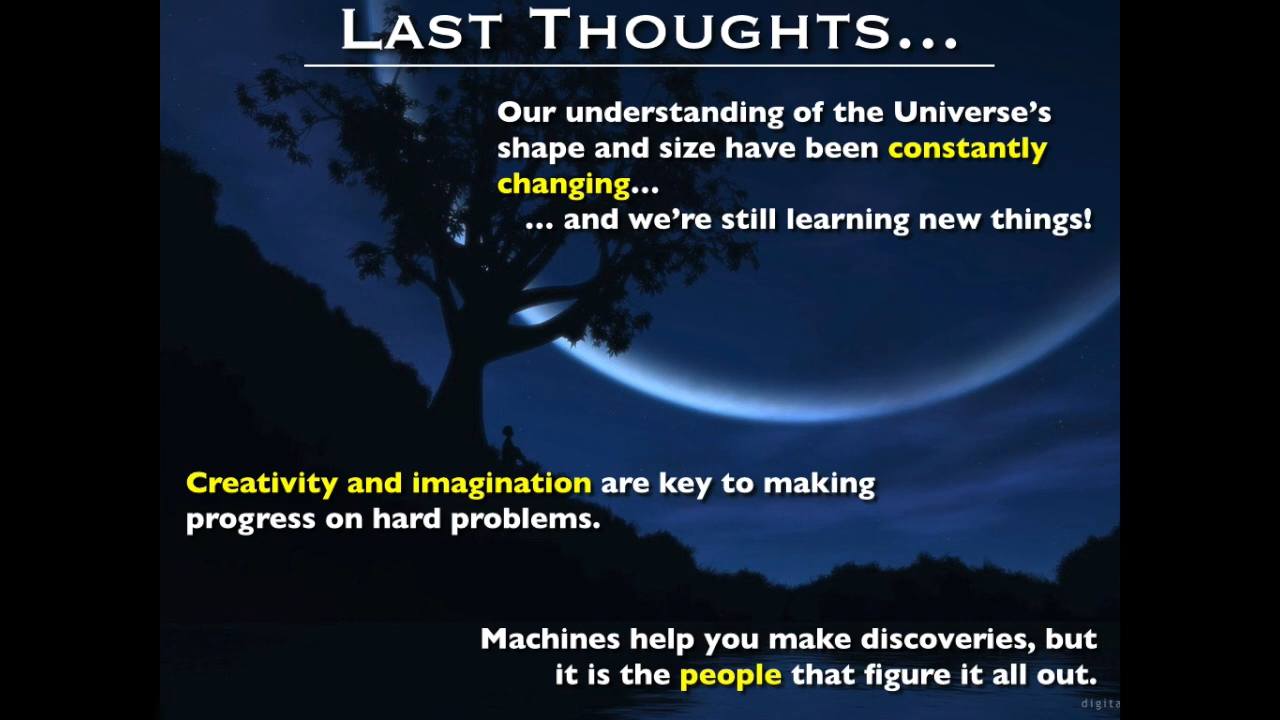 Last Thoughts...
Our understanding of the Universe’s
shape and size have been constantly
changing...
... and we’re still learning new things!
Creativity and imagination are key to making
progress on hard problems.
Machines help you make discoveries, but
it is the people that figure it all out.
digita